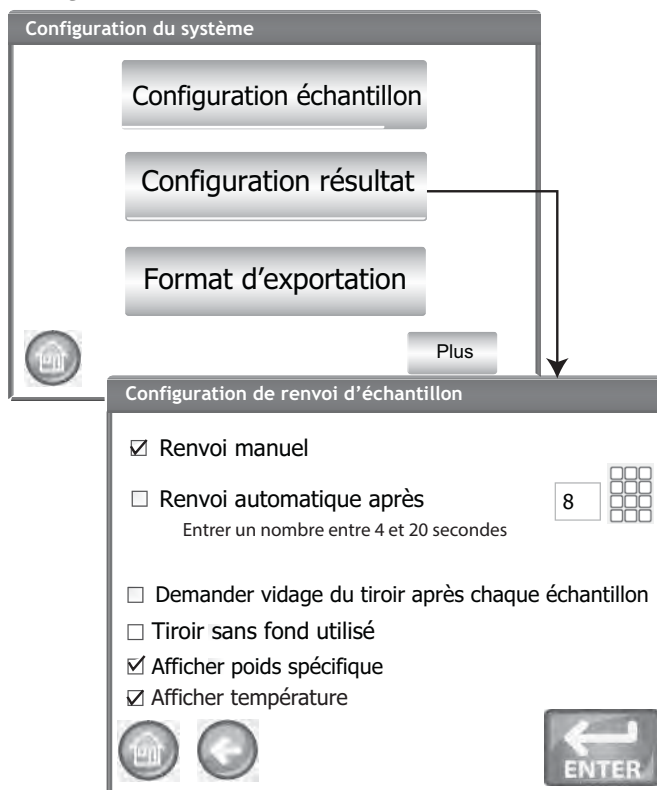 Configuration du système
Configuration échantillon
Configuration résultat
Format d'exportation
Plus
Configuration de renvoi d'échantillon
Renvoi manuel
Renvoi automatique après 8
Entrer un nombre entre 4 et 20 secondes
Demander vidage du tiroir après chaque échantillon
Tiroir sans fond utilisé
Afficher poids spécifique
Afficher température
ENTER